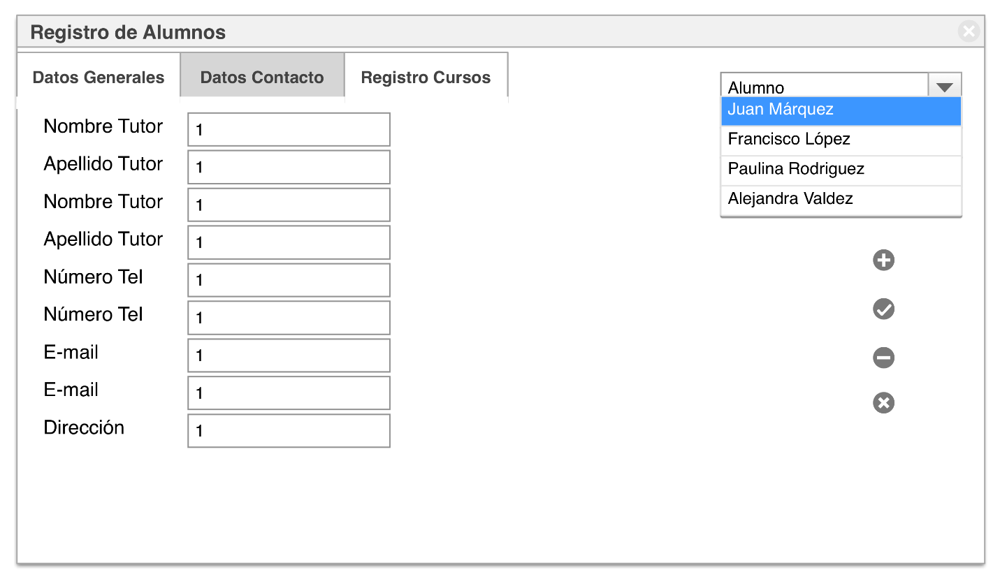 Registro de Alumnos
Datos Generales
Datos Contacto
Registro Cursos
Alumno
Juan Márquez
Francisco López
Paulina Rodriguez
Alejandra Valdez
Nombre Tutor 1
Apellido Tutor 1
Nombre Tutor 1
Apellido Tutor 1
Número Tel 1
Número Tel 1
E-mail 1
E-mail 1
Dirección 1